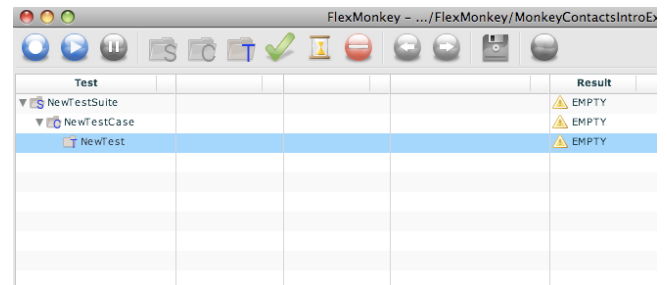 FlexMonkey – .../FlexMonkey/MonkeyContactsIntroEx
S C T
Test Result
S NewTestSuite EMPTY
C NewTestCase EMPTY
T NewTest EMPTY